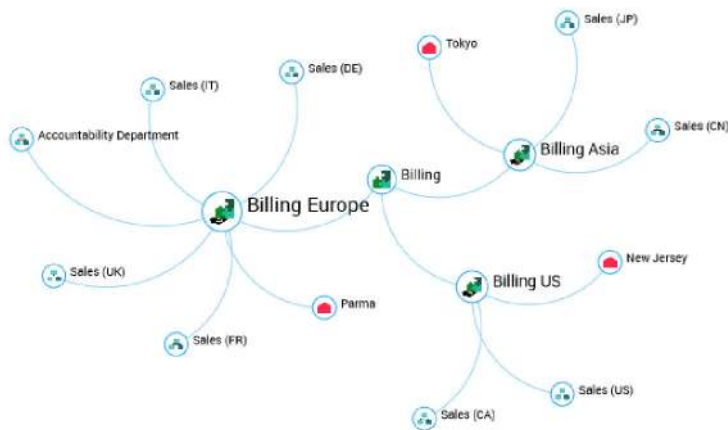 Sales (JP)
Tokyo
Sales (DE)
Sales (IT)
Sales (CN)
Accountability Department
Billing Asia
Billing
Billing Europe
New Jersey
Sales (UK)
Billing US
Parma
Sales (FR)
Sales (US)
Sales (CA)